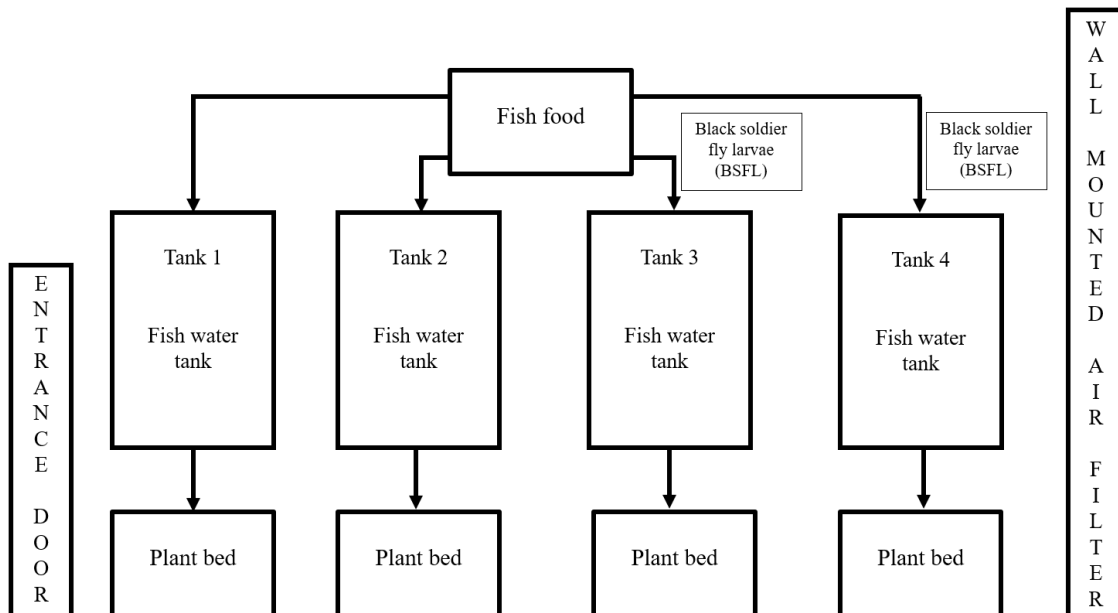 Fish food
Black soldier
fly larvae
(BSFL)
Black soldier
fly larvae
(BSFL)
Tank 1
Fish water
tank
Tank 2
Fish water
tank
Tank 3
Fish water
tank
Tank 4
Fish water
tank
Plant bed
Plant bed
Plant bed
Plant bed
ENTRANCE DOOR
WALL MOUNTED AIR FILTER